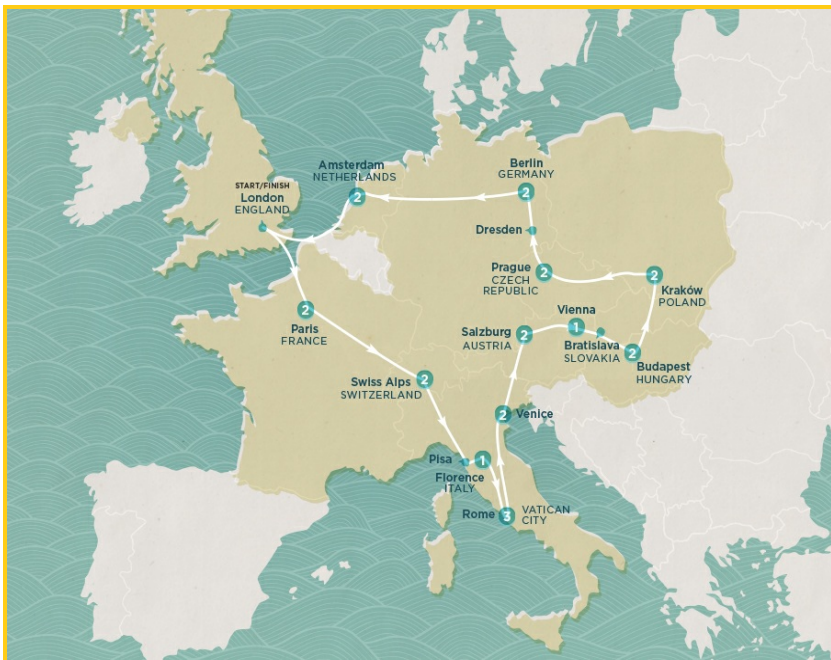 Amsterdam
NETHERLANDS
2
Berlin
GERMANY
2
START/FINISH
London
ENGLAND
Dresden
Prague
CZECH
REPUBLIC
2
2
Kraków
POLAND
2
Paris
FRANCE
Vienna
1
Salzburg
AUSTRIA
2
Bratislava
SLOVAKIA
2
Budapest
HUNGARY
Swiss Alps
SWITZERLAND
2
2
Venice
Pisa
1
Florence
ITALY
Rome
3
VATICAN
CITY